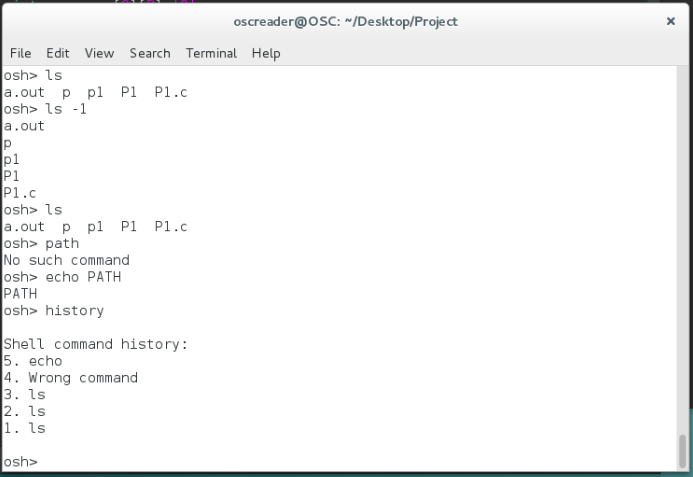 oscreader@OSC: ~/Desktop/Project
File Edit View Search Terminal Help
osh> ls
a.out p p1 P1 P1.c
osh> ls -1
a.out
p
p1
P1
P1.c
osh> ls
a.out p p1 P1 P1.c
osh> path
No such command
osh> echo PATH
PATH
osh> history
Shell command history:
5. echo
4. Wrong command
3. ls
2. ls
1. ls
osh>